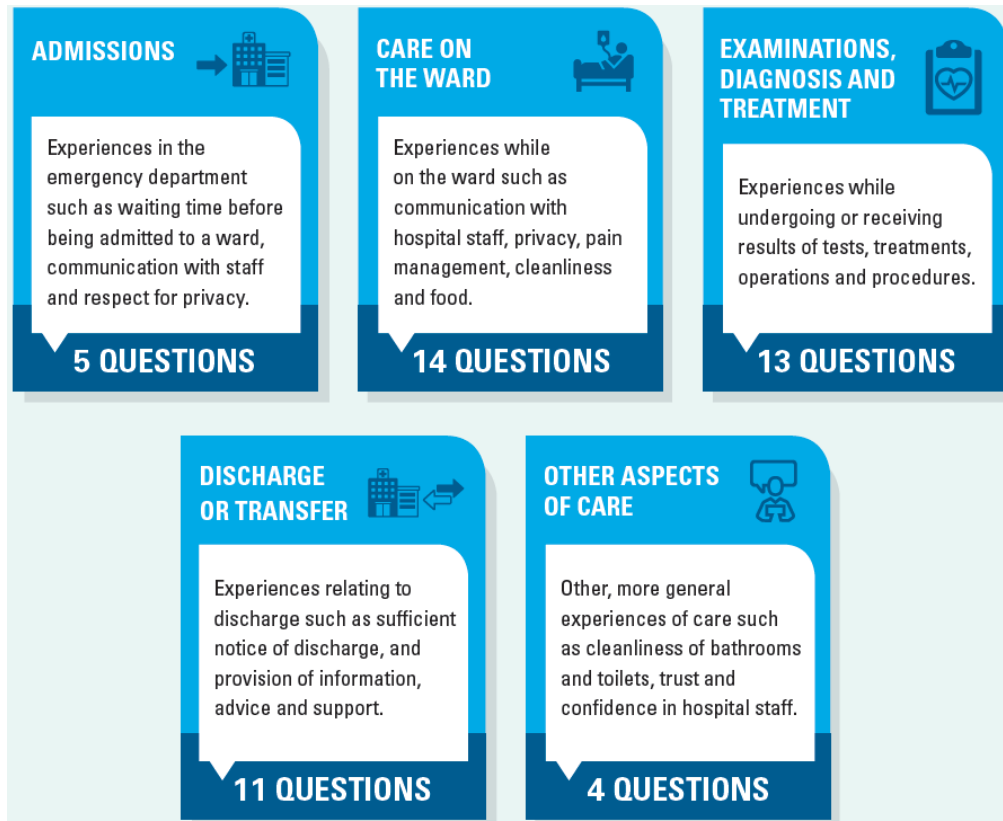 ADMISSIONS
Experiences in the
emergency department
such as waiting time before
being admitted to a ward,
communication with staff
and respect for privacy.
5 QUESTIONS
CARE ON
THE WARD
Experiences while
on the ward such as
communication with
hospital staff, privacy, pain
management, cleanliness
and food.
14 QUESTIONS
EXAMINATIONS,
DIAGNOSIS AND
TREATMENT
Experiences while
undergoing or receiving
results of tests, treatments,
operations and procedures.
13 QUESTIONS
DISCHARGE
OR TRANSFER
Experiences relating to
discharge such as sufficient
notice of discharge, and
provision of information,
advice and support.
11 QUESTIONS
OTHER ASPECTS
OF CARE
Other, more general
experiences of care such
as cleanliness of bathrooms
and toilets, trust and
confidence in hospital staff.
4 QUESTIONS